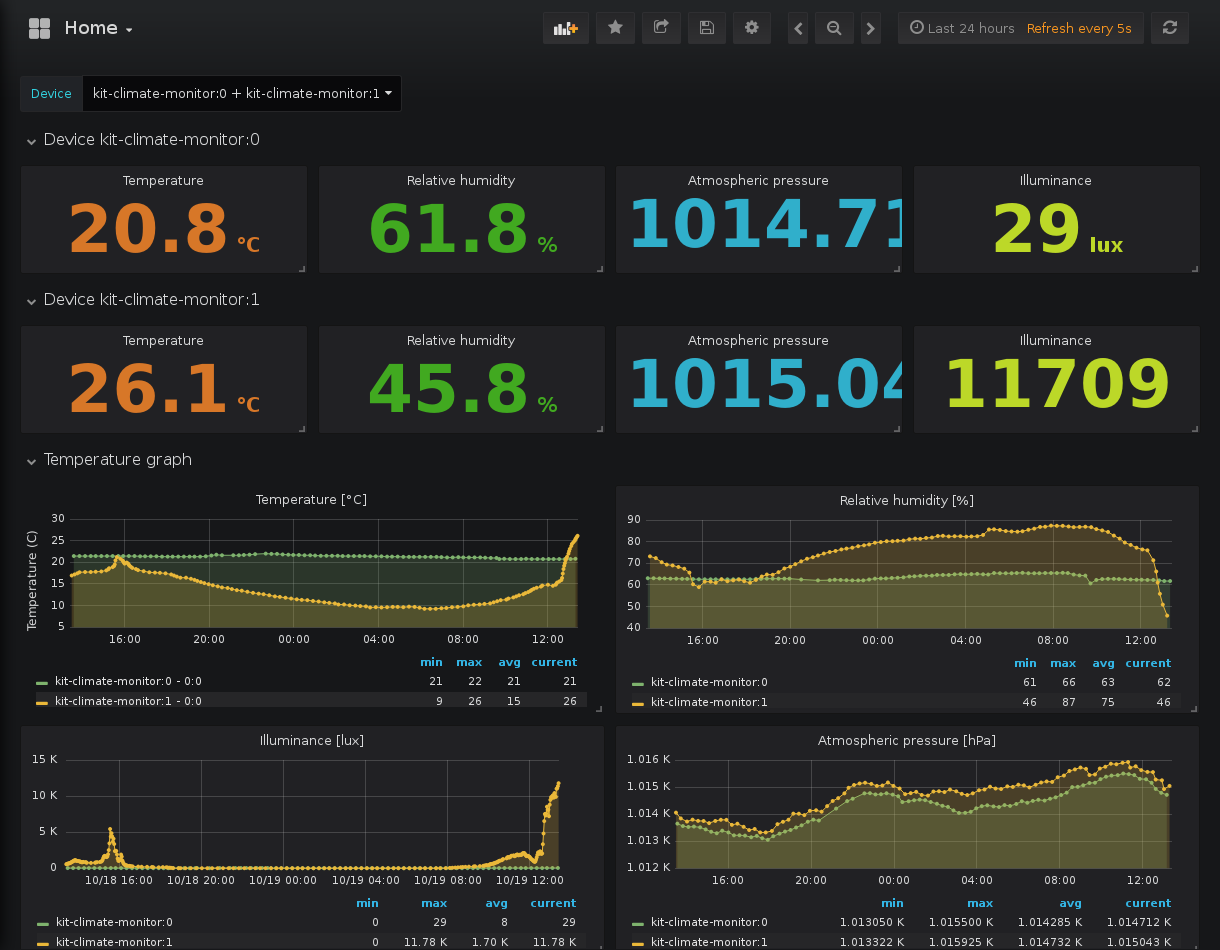 Home
Last 24 hours Refresh every 5s
Device kit-climate-monitor:0 + kit-climate-monitor:1
Device kit-climate-monitor:0
Temperature Relative humidity Atmospheric pressure Illuminance
20.8 °C 61.8 % 1014.71 29 lux
Device kit-climate-monitor:1
Temperature Relative humidity Atmospheric pressure Illuminance
26.1 °C 45.8 % 1015.04 11709
Temperature graph
Temperature [°C]
Temperature (C)
30
25
20
15
10
5
16:00 20:00 00:00 04:00 08:00 12:00
min max avg current
kit-climate-monitor:0 - 0:0 21 22 21 21
kit-climate-monitor:1 - 0:0 9 26 15 26
Relative humidity [%]
90
80
70
60
50
40
16:00 20:00 00:00 04:00 08:00 12:00
min max avg current
kit-climate-monitor:0 61 66 63 62
kit-climate-monitor:1 46 87 75 46
Illuminance [lux]
15 K
10 K
5 K
0
10/18 16:00 10/18 20:00 10/19 00:00 10/19 04:00 10/19 08:00 10/19 12:00
min max avg current
kit-climate-monitor:0 0 29 8 29
kit-climate-monitor:1 0 11.78 K 1.70 K 11.78 K
Atmospheric pressure [hPa]
1.016 K
1.015 K
1.014 K
1.013 K
1.012 K
16:00 20:00 00:00 04:00 08:00 12:00
min max avg current
kit-climate-monitor:0 1.013050 K 1.015500 K 1.014285 K 1.014712 K
kit-climate-monitor:1 1.013322 K 1.015925 K 1.014732 K 1.015043 K